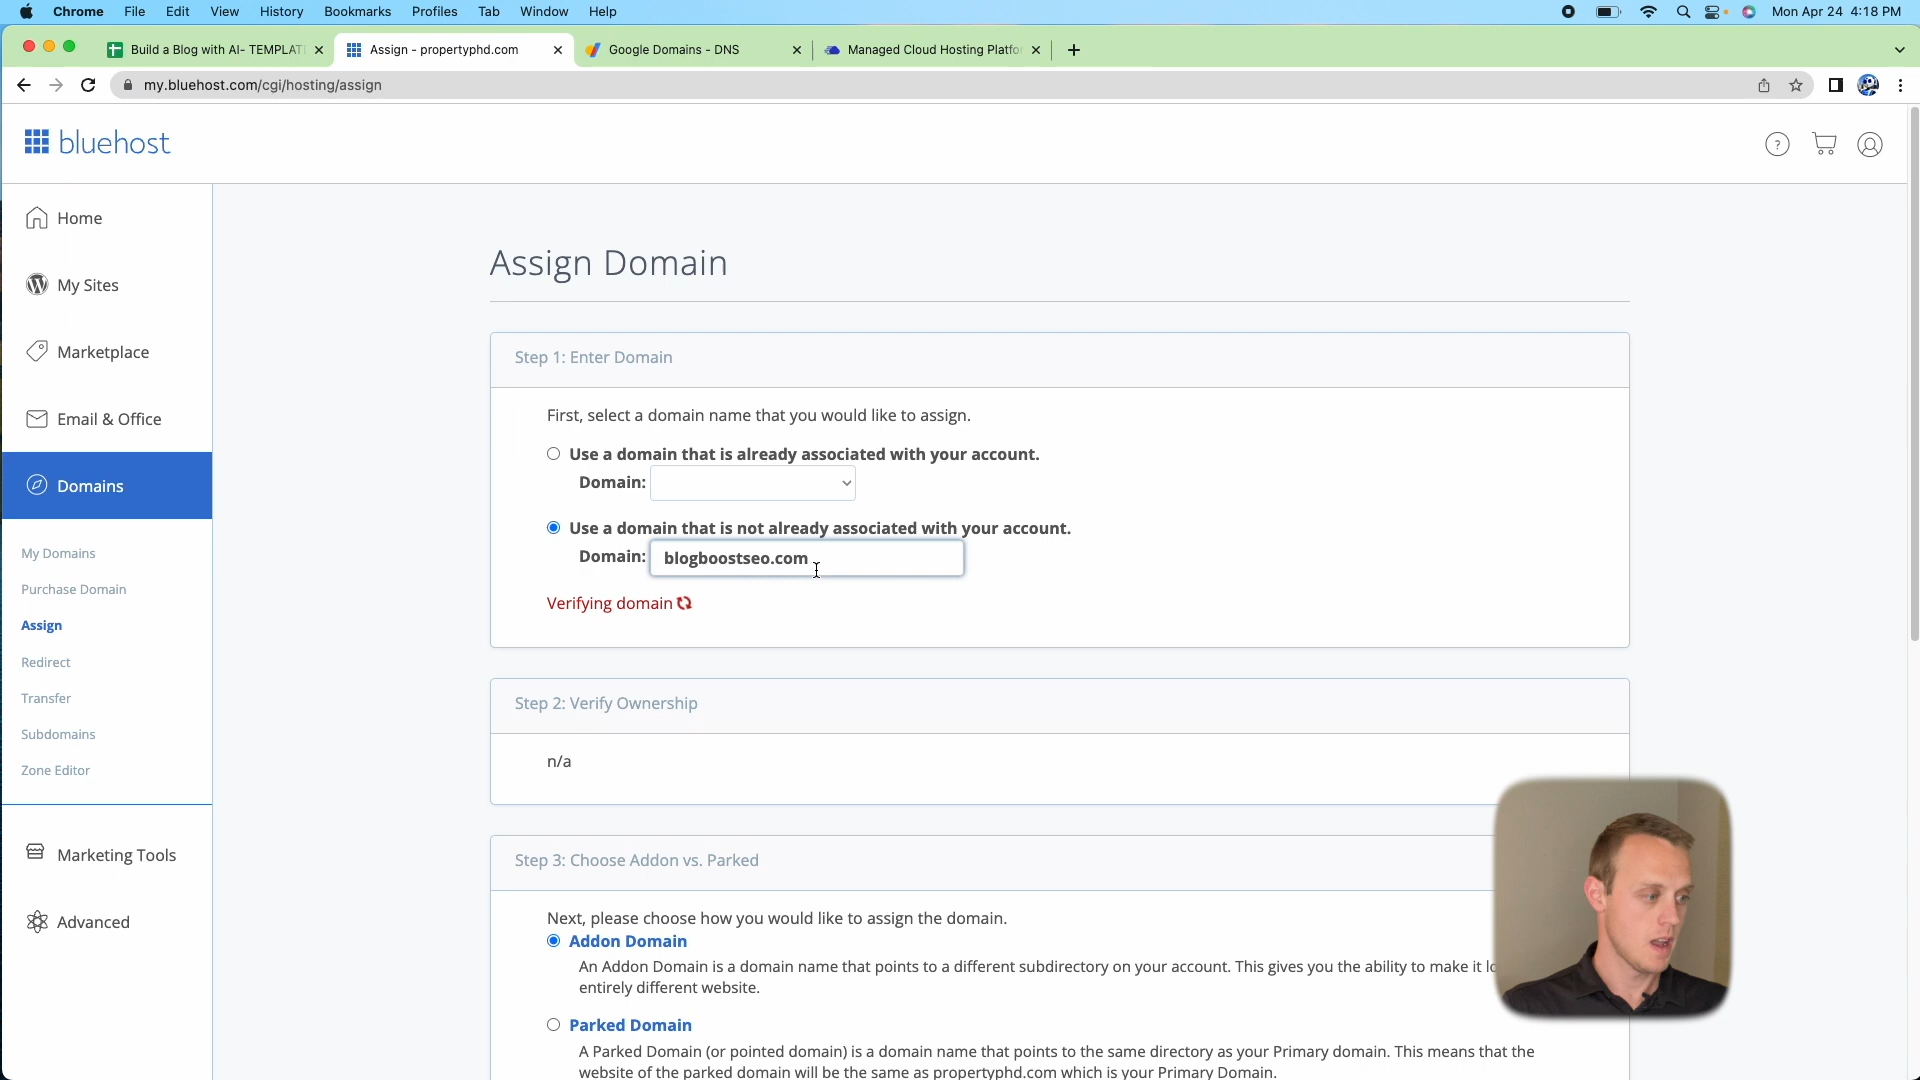 Chrome File Edit View History Bookmarks Profiles Tab Window Help Mon Apr 24 4:18 PM
Build a Blog with AI- TEMPLAT Assign - propertyphd.com Google Domains - DNS Managed Cloud Hosting Platfo
my.bluehost.com/cgi/hosting/assign
bluehost
Home
My Sites
Marketplace
Email & Office
Domains
My Domains
Purchase Domain
Assign
Redirect
Transfer
Subdomains
Zone Editor
Marketing Tools
Advanced
Assign Domain
Step 1: Enter Domain
First, select a domain name that you would like to assign.
Use a domain that is already associated with your account.
Domain:
Use a domain that is not already associated with your account.
Domain: blogboostseo.com
Verifying domain
Step 2: Verify Ownership
n/a
Step 3: Choose Addon vs. Parked
Next, please choose how you would like to assign the domain.
Addon Domain
An Addon Domain is a domain name that points to a different subdirectory on your account. This gives you the ability to make it
entirely different website.
Parked Domain
A Parked Domain (or pointed domain) is a domain name that points to the same directory as your Primary domain. This means that the
website of the parked domain will be the same as propertyphd.com which is your Primary Domain.